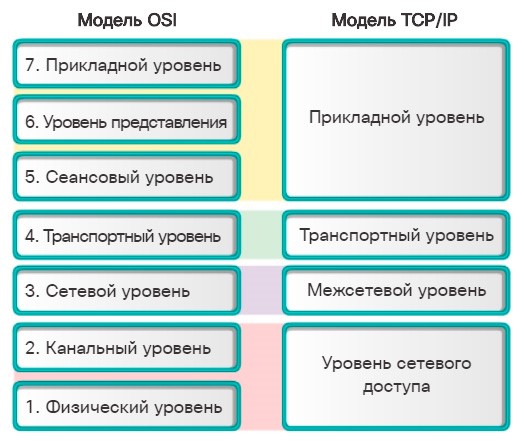 Модель OSI
Модель TCP/IP
7. Прикладной уровень
6. Уровень представления
5. Сеансовый уровень
Прикладной уровень
4. Транспортный уровень
Транспортный уровень
3. Сетевой уровень
Межсетевой уровень
2. Канальный уровень
1. Физический уровень
Уровень сетевого
доступа